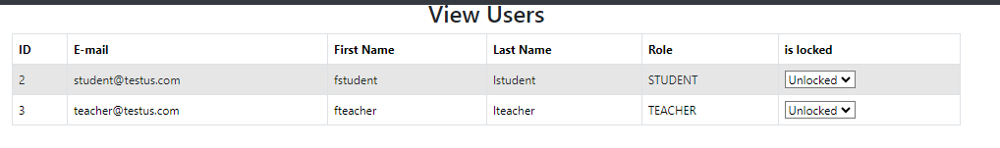 View Users
ID E-mail First Name Last Name Role is locked
2 student@testus.com fstudent lstudent STUDENT Unlocked
3 teacher@testus.com fteacher lteacher TEACHER Unlocked